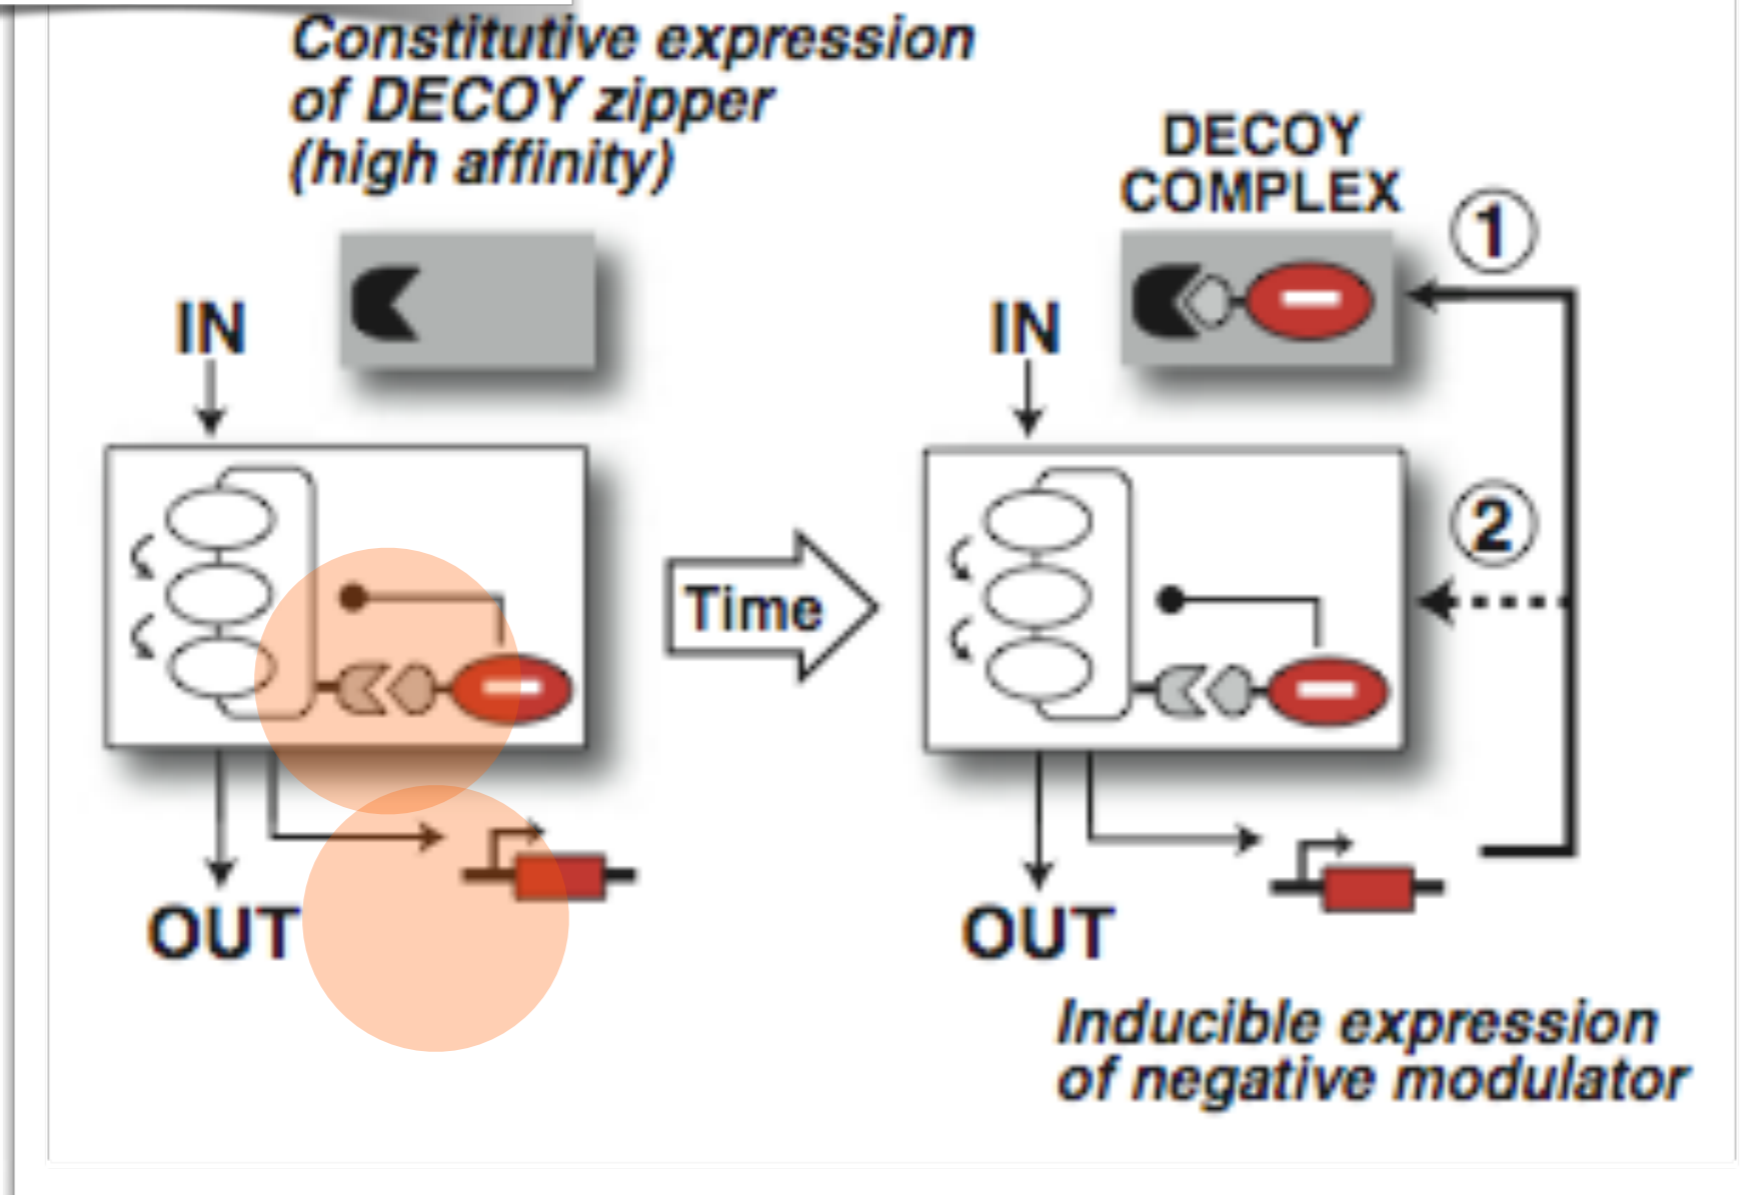 Constitutive expression
of DECOY zipper
(high affinity)
DECOY
COMPLEX
1
IN
IN
2
Time
OUT
OUT
Inducible expression
of negative modulator